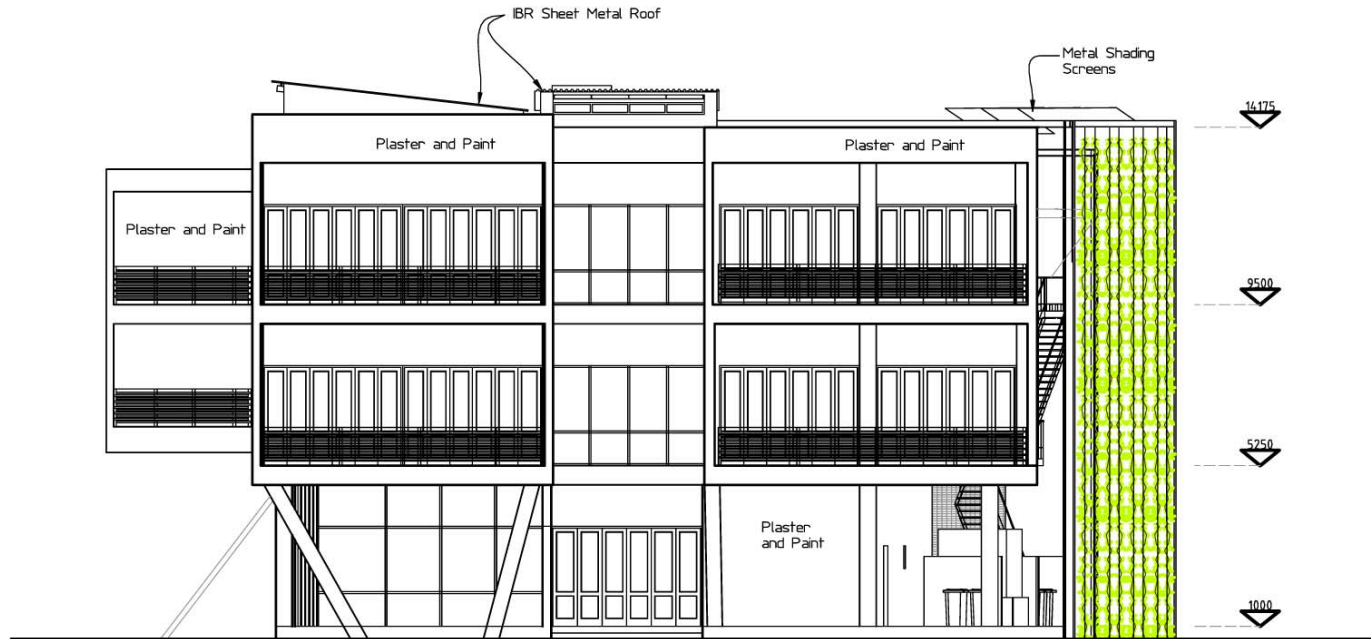 IBR Sheet Metal Roof
Metal Shading
Screens
14175
Plaster and Paint
Plaster and Paint
Plaster and Paint
9500
5250
Plaster
and Paint
1000